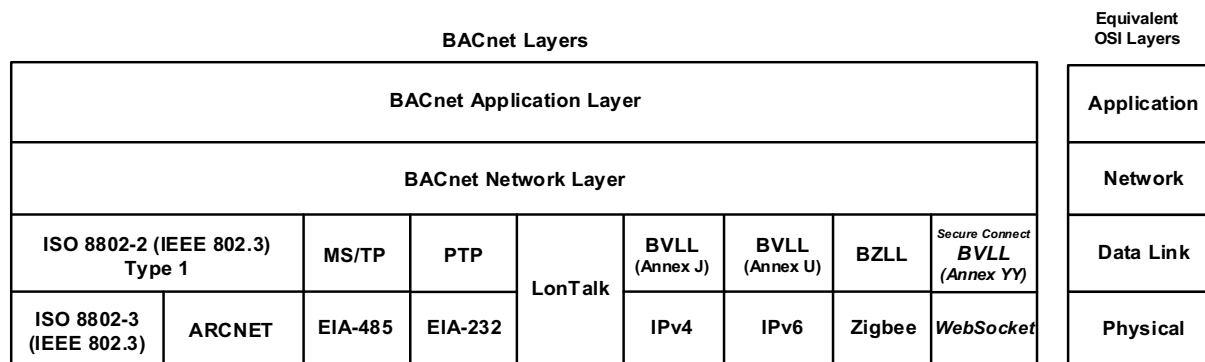 BACnet Layers
Equivalent
OSI Layers
BACnet Application Layer
Application
BACnet Network Layer
Network
ISO 8802-2 (IEEE 802.3)
Type 1
MS/TP
PTP
LonTalk
BVLL
(Annex J)
BVLL
(Annex U)
BZLL
Secure Connect
BVLL
(Annex YY)
Data Link
ISO 8802-3
(IEEE 802.3)
ARCNET
EIA-485
EIA-232
IPv4
IPv6
Zigbee
WebSocket
Physical